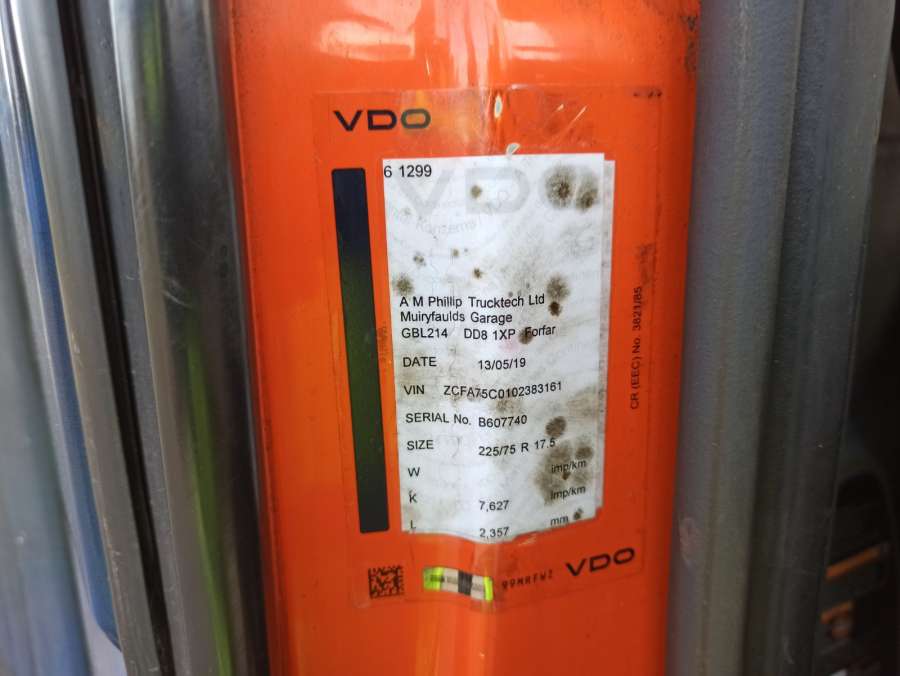 VDO
6 1299
A M Phillip Trucktech Ltd
Muiryfaulds Garage
GBL214 DD8 1XP Forfar
DATE 13/05/19
VIN ZCFA75C0102383161
SERIAL No. B607740
SIZE 225/75 R 17.5
W imp/km
K 7,627 imp/km
L 2,357 mm
CR (EEC) No. 3821/85
99MRFWZ
VDO